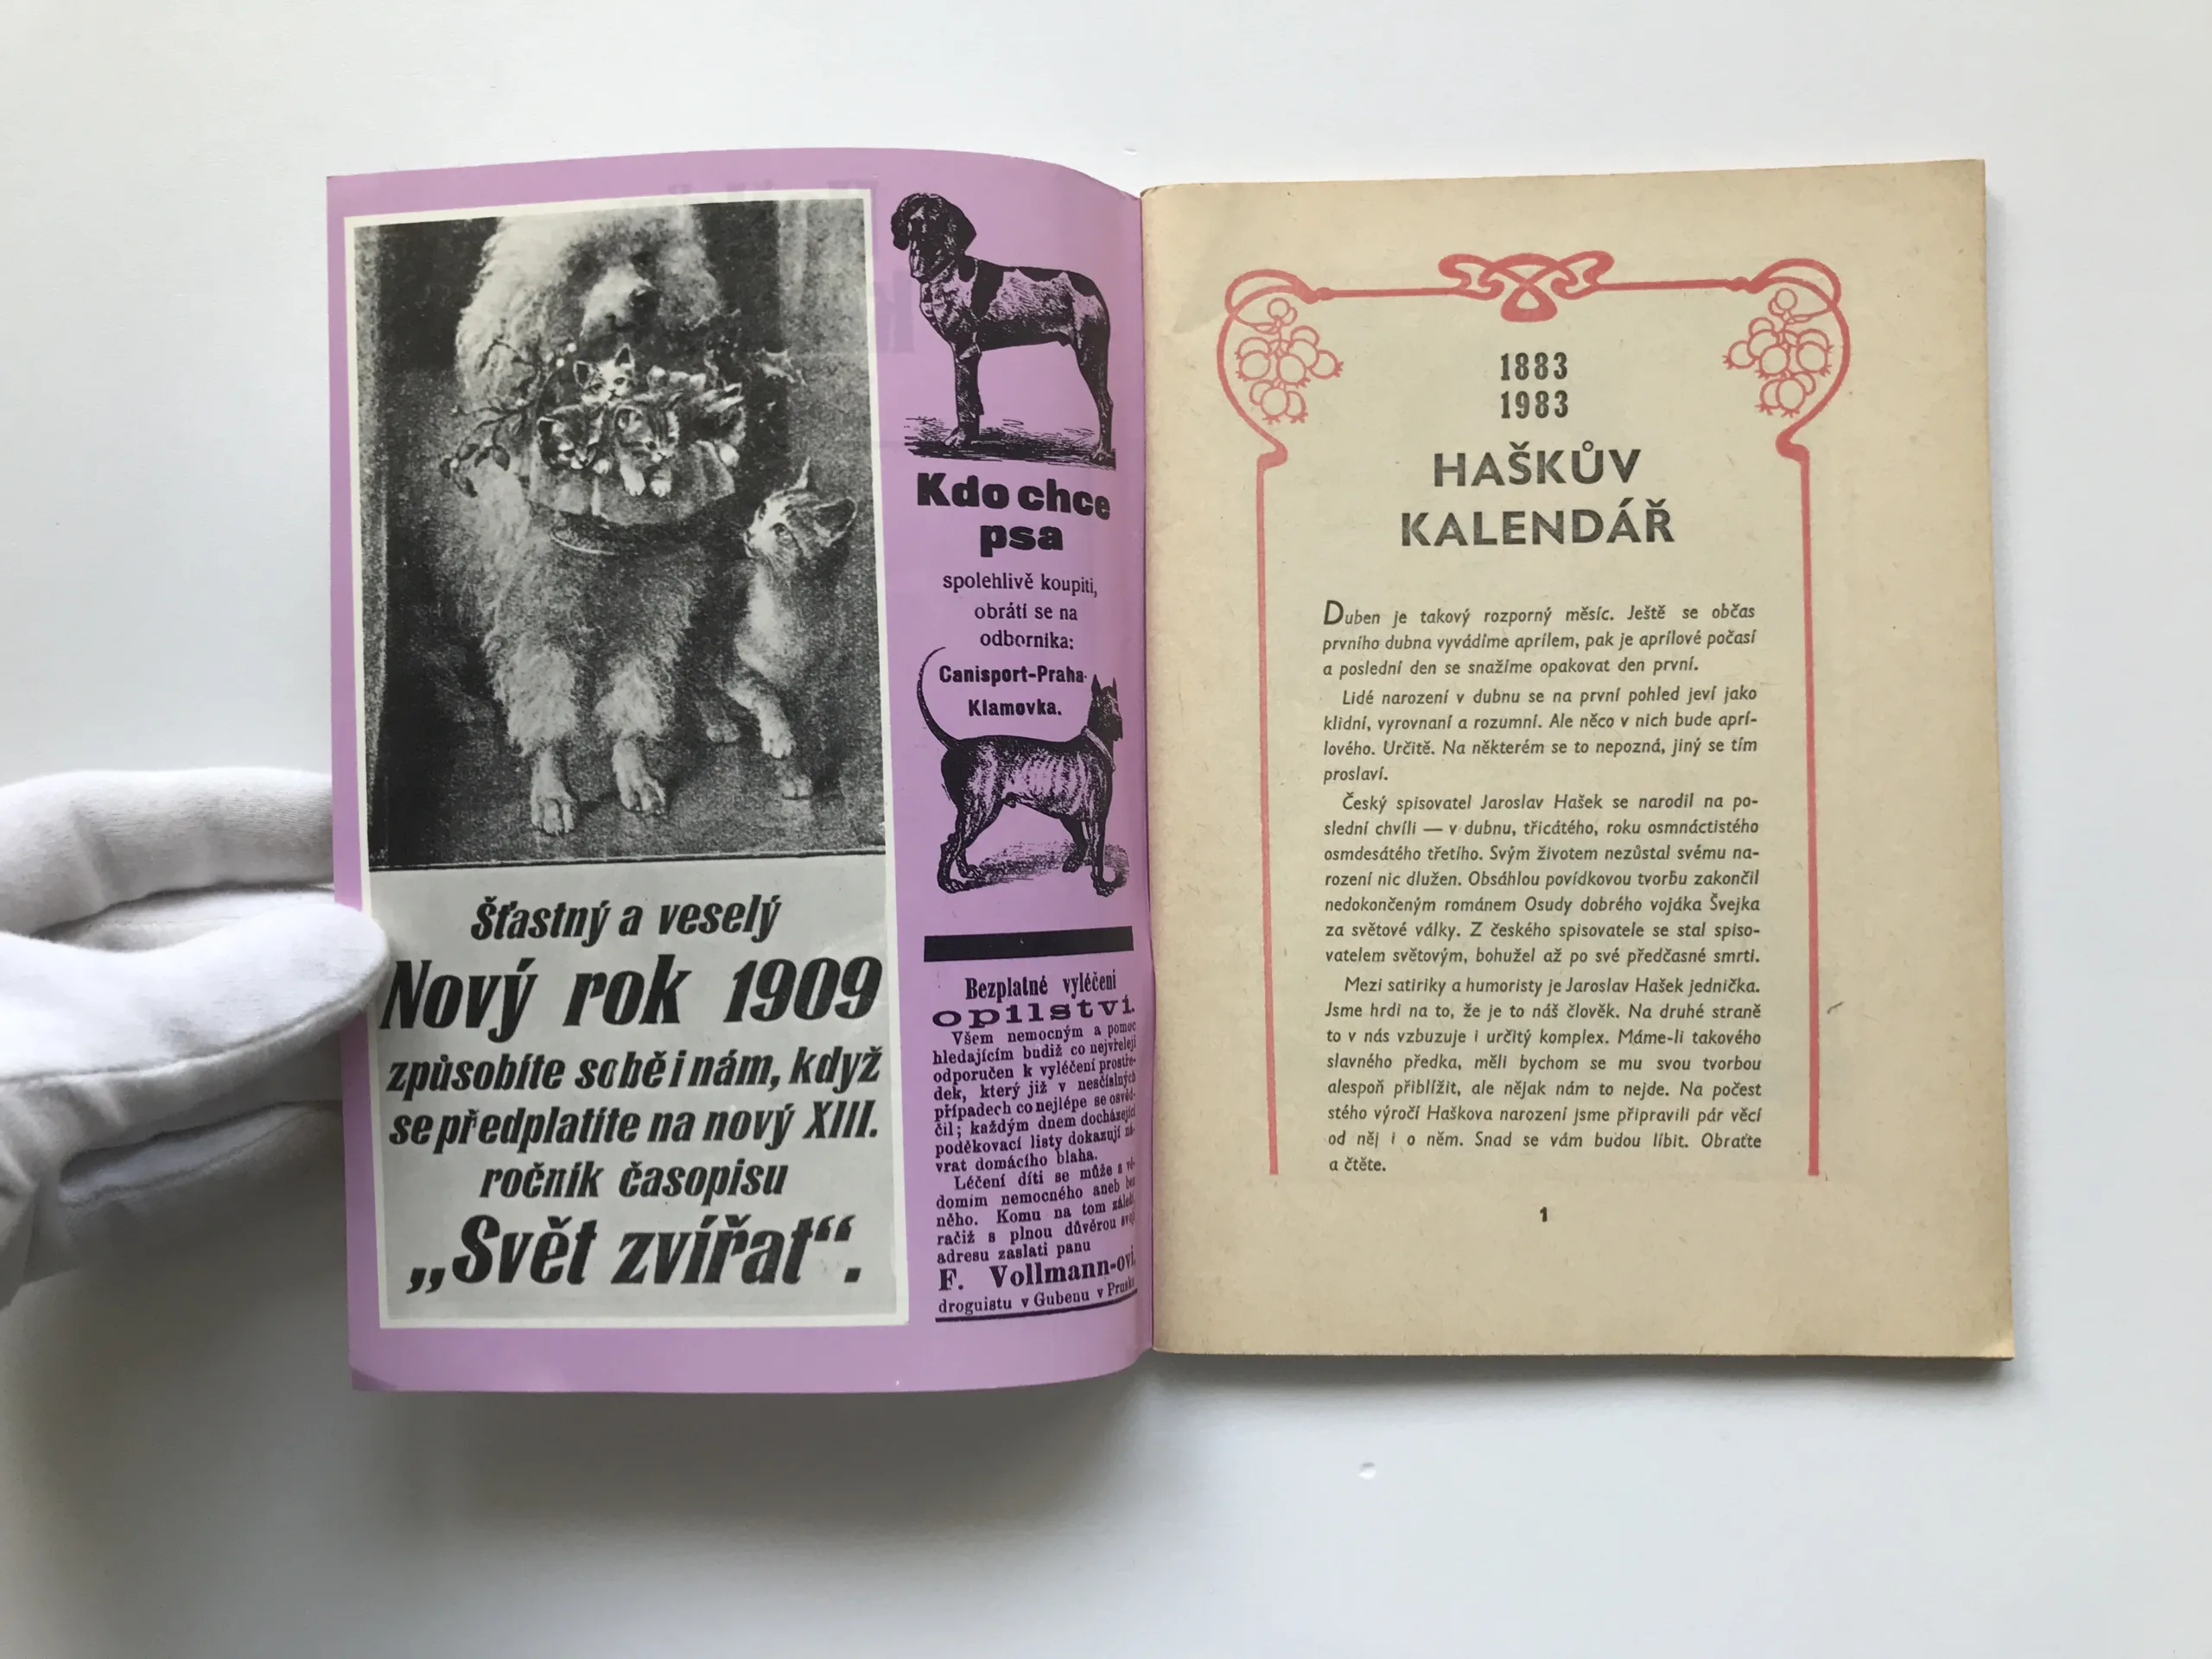 Šťastný a veselý
Nový rok 1909
způsobíte sobě i nám, když
se předplatíte na nový XIII.
ročník časopisu
„Svět zvířat“.
Kdo chce
psa
spolehlivě koupiti,
obrátí se na
odborníka:
Canisport-Praha-
Klamovka.
Bezplatné vyléčení
opilství.
Všem nemocným a pomoc
hledajícím budiž co nejvřeleji
odporučen k vyléčení prostře-
dek, který již v nesčíslných
případech co nejlépe se osvěd-
čil; každým dnem docházející
poděkovací listy dokazují ná-
vrat domácího blaha.
Léčení díti se může s vě-
domím nemocného aneb bez
něho. Komu na tom záleží,
račiž s plnou důvěrou svoji
adresu zaslati panu
F. Vollmann-ovi,
droguistu v Gubenu v Prusku
1883
1983
HAŠKŮV
KALENDÁŘ
Duben je takový rozporný měsíc. Ještě se občas
prvního dubna vyvádíme aprílem, pak je aprílové počasí
a poslední den se snažíme opakovat den první.
Lidé narození v dubnu se na první pohled jeví jako
klidní, vyrovnaní a rozumní. Ale něco v nich bude aprí-
lového. Určitě. Na některém se to nepozná, jiný se tím
proslaví.
Český spisovatel Jaroslav Hašek se narodil na po-
slední chvíli — v dubnu, třicátého, roku osmnáctistého
osmdesátého třetího. Svým životem nezůstal svému na-
rození nic dlužen. Obsáhlou povídkovou tvorbu zakončil
nedokončeným románem Osudy dobrého vojáka Švejka
za světové války. Z českého spisovatele se stal spiso-
vatelem světovým, bohužel až po své předčasné smrti.
Mezi satiriky a humoristy je Jaroslav Hašek jednička.
Jsme hrdi na to, že je to náš člověk. Na druhé straně
to v nás vzbuzuje i určitý komplex. Máme-li takového
slavného předka, měli bychom se mu svou tvorbou
alespoň přiblížit, ale nějak nám to nejde. Na počest
stého výročí Haškova narození jsme připravili pár věcí
od něj i o něm. Snad se vám budou líbit. Obraťte
a čtěte.
1